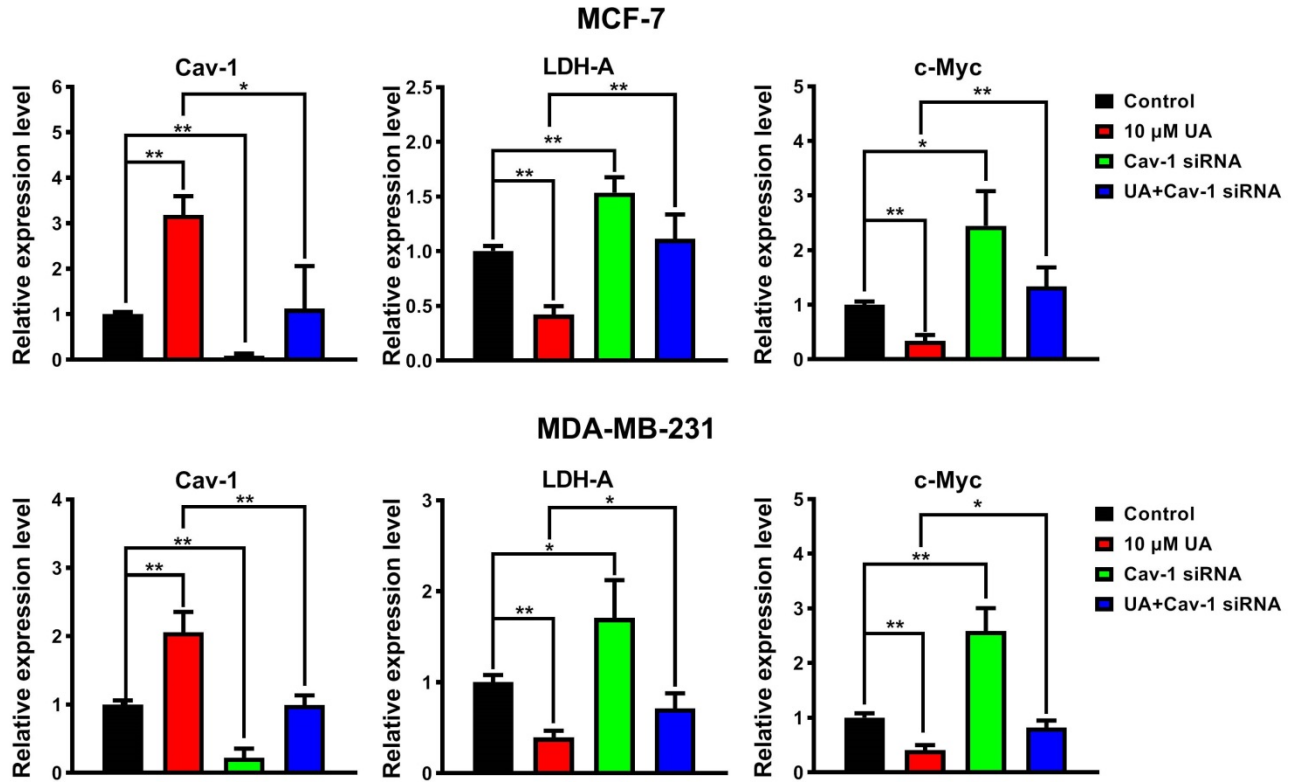 MCF-7
Cav-1
Relative expression level
6
5
4
3
2
1
0
**
**
*
LDH-A
Relative expression level
2.5
2.0
1.5
1.0
0.5
0.0
**
**
**
c-Myc
Relative expression level
5
4
3
2
1
0
**
*
**
Control
10 μM UA
Cav-1 siRNA
UA+Cav-1 siRNA
MDA-MB-231
Cav-1
Relative expression level
4
3
2
1
0
**
**
**
LDH-A
Relative expression level
3
2
1
0
**
*
*
c-Myc
Relative expression level
5
4
3
2
1
0
**
**
*
Control
10 μM UA
Cav-1 siRNA
UA+Cav-1 siRNA